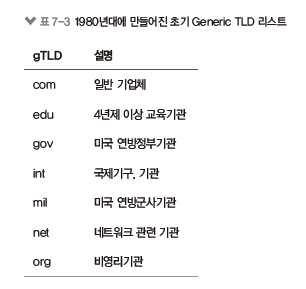 표 7-3 1980년대에 만들어진 초기 Generic TLD 리스트
gTLD 설명
com 일반 기업체
edu 4년제 이상 교육기관
gov 미국 연방정부기관
int 국제기구, 기관
mil 미국 연방군사기관
net 네트워크 관련 기관
org 비영리기관